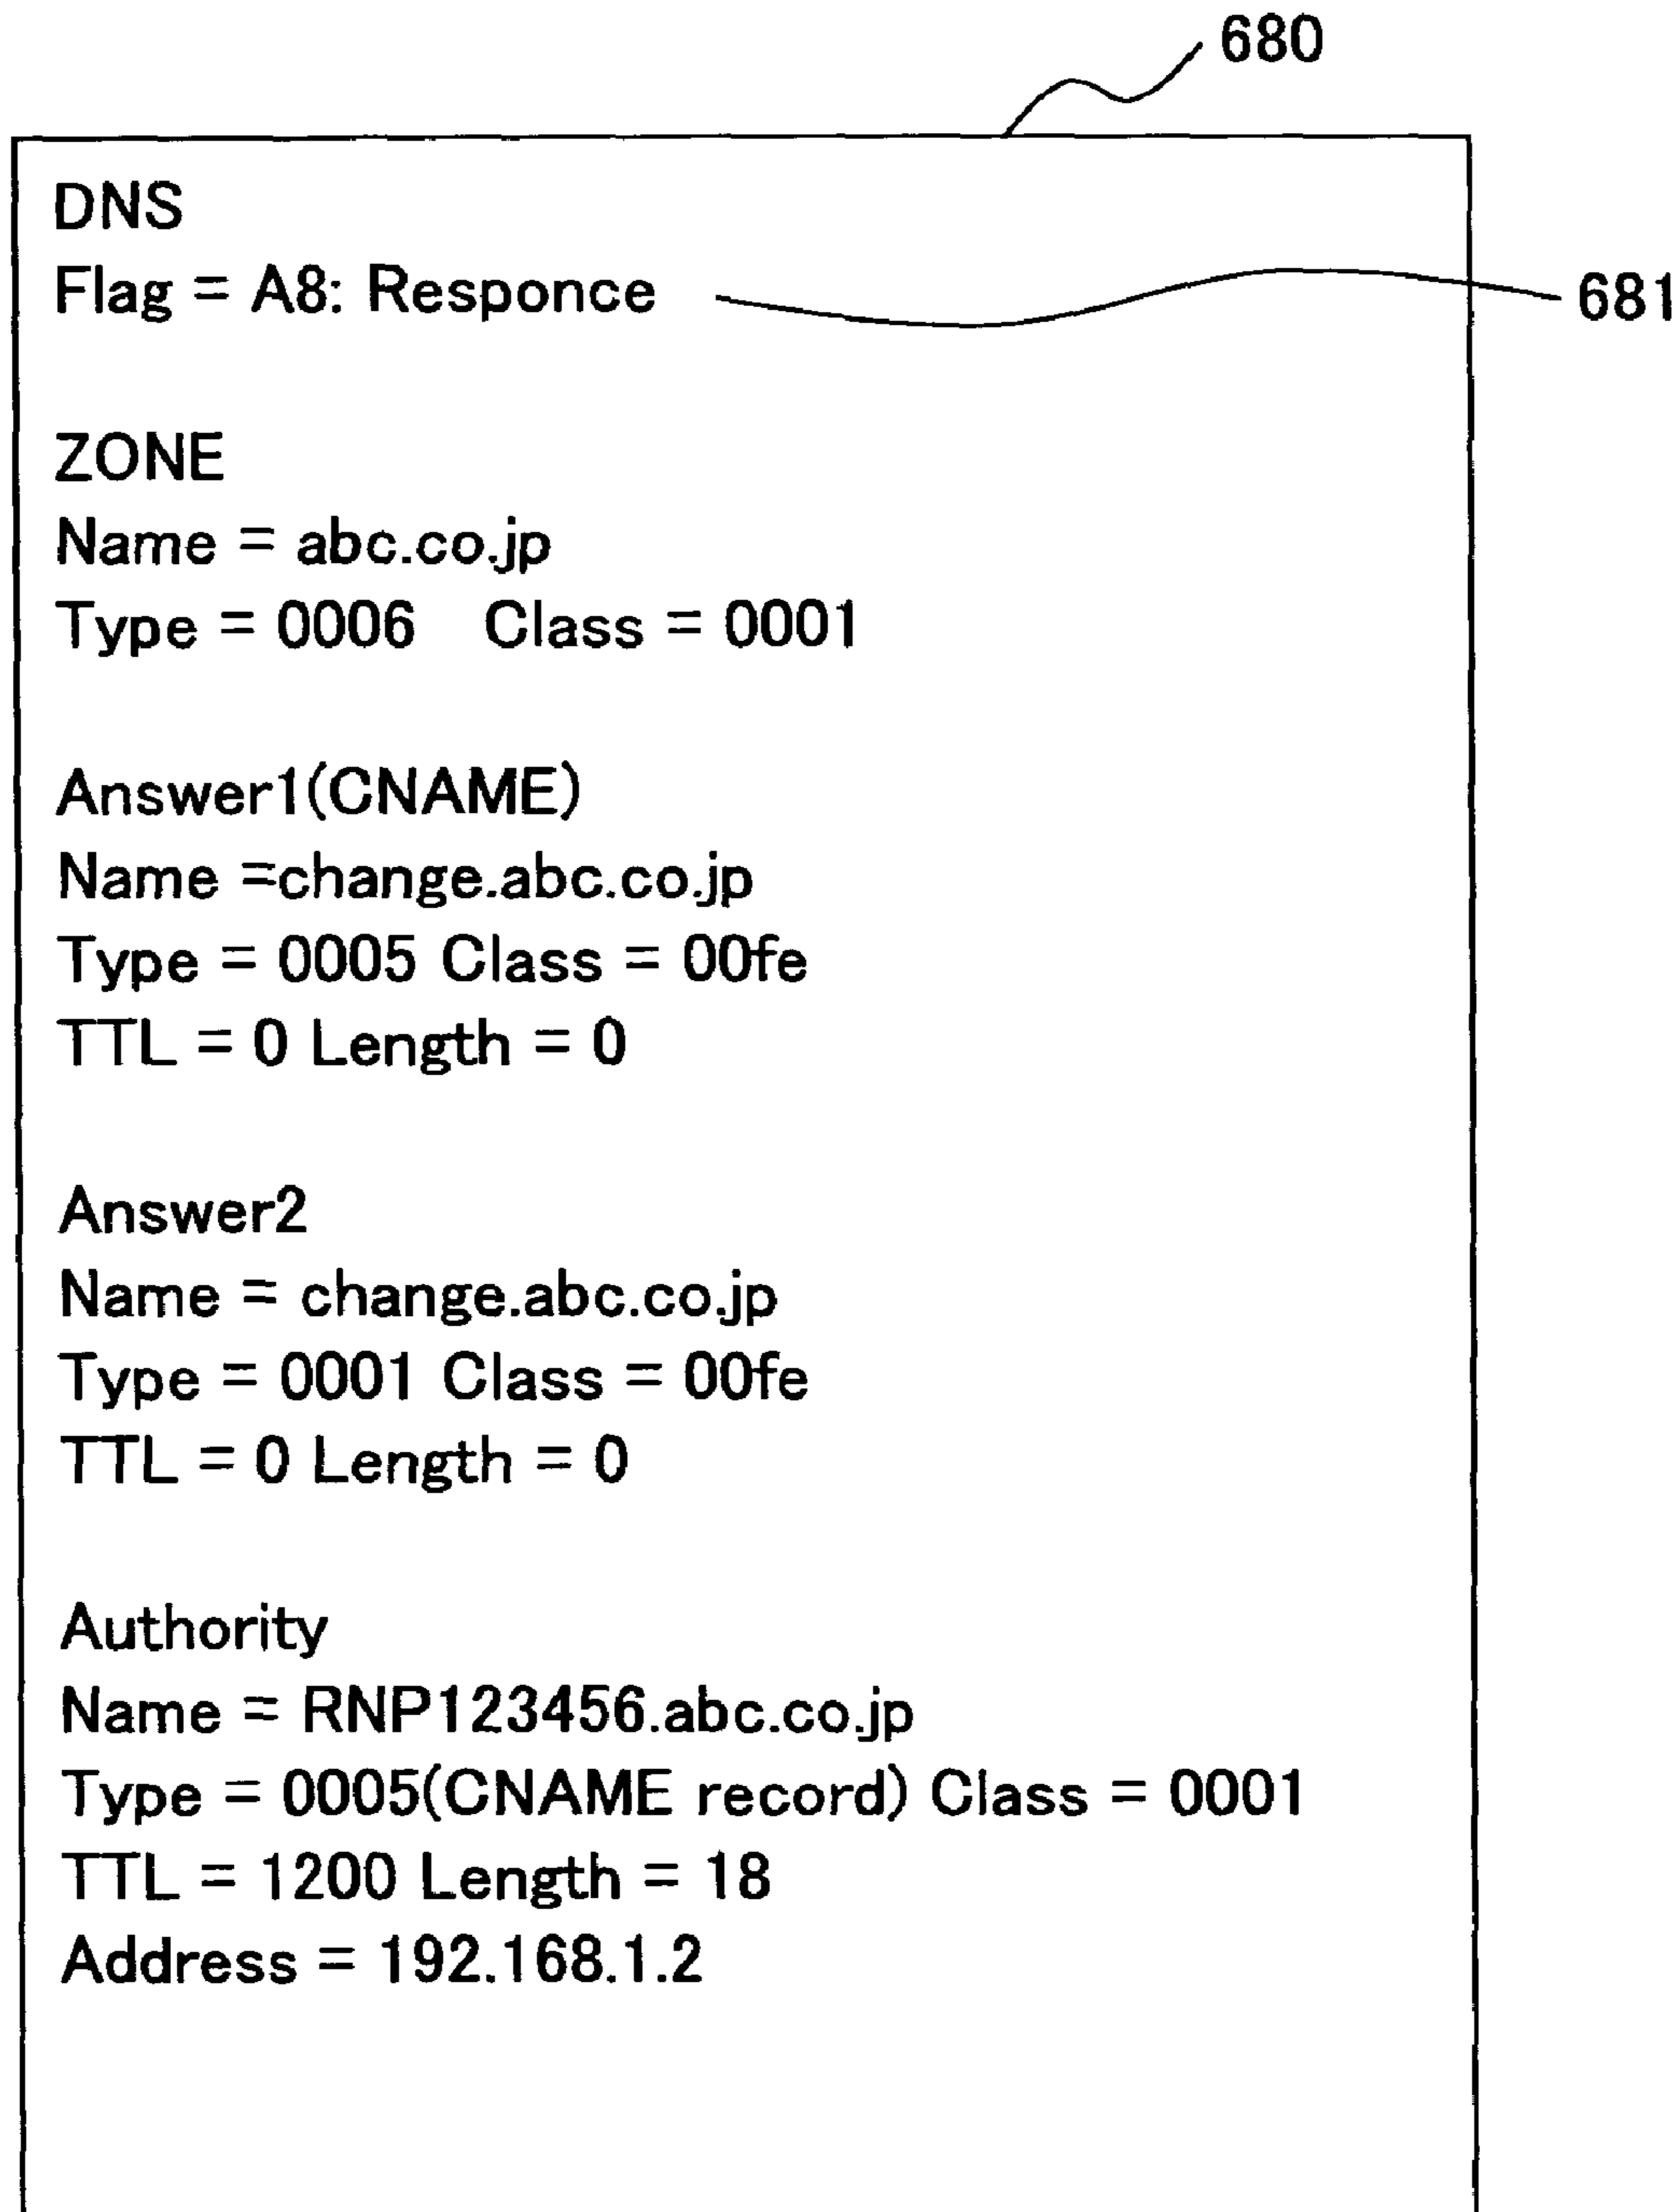 680
DNS
Flag = A8: Responce
681
ZONE
Name = abc.co.jp
Type = 0006 Class = 0001
Answer1(CNAME)
Name =change.abc.co.jp
Type = 0005 Class = 00fe
TTL = 0 Length = 0
Answer2
Name = change.abc.co.jp
Type = 0001 Class = 00fe
TTL = 0 Length = 0
Authority
Name = RNP123456.abc.co.jp
Type = 0005(CNAME record) Class = 0001
TTL = 1200 Length = 18
Address = 192.168.1.2